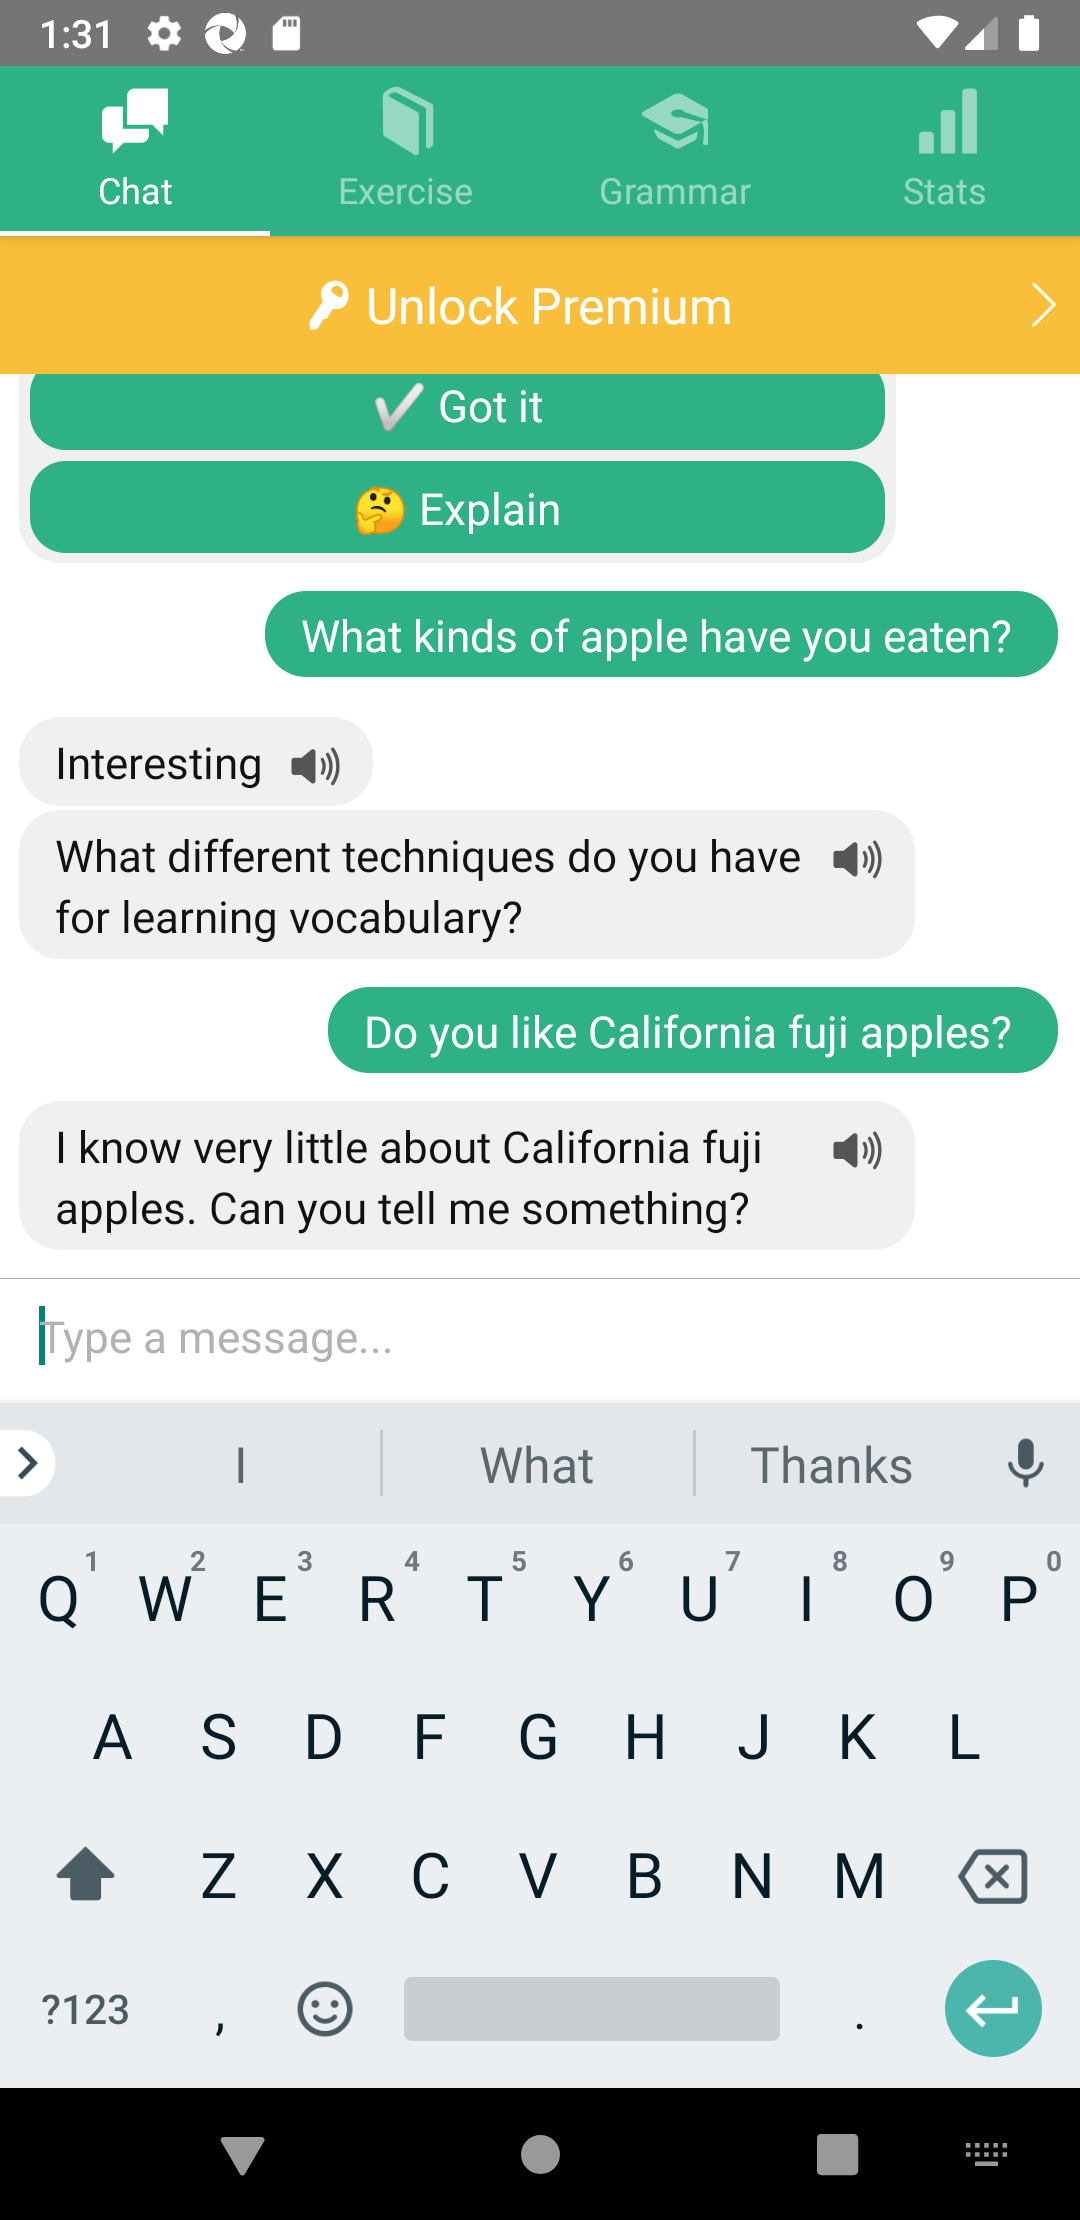 1:31
Chat
Exercise
Grammar
Stats
Unlock Premium
Got it
Explain
What kinds of apple have you eaten?
Interesting
What different techniques do you have
for learning vocabulary?
Do you like California fuji apples?
I know very little about California fuji
apples. Can you tell me something?
Type a message...
I
What
Thanks
Q 1 W 2 E 3 R 4 T 5 Y 6 U 7 I 8 O 9 P 0
A S D F G H J K L
Z X C V B N M
?123 , .